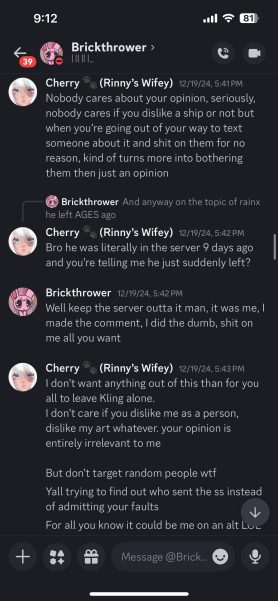 9:12
81
Brickthrower >
39
Cherry 🐾 (Rinny's Wifey) 12/19/24, 5:41 PM
Nobody cares about your opinion, seriously,
nobody cares if you dislike a ship or not but
when you're going out of your way to text
someone about it and shit on them for no
reason, kind of turns more into bothering
them then just an opinion
Brickthrower And anyway on the topic of rainx
he left AGES ago
Cherry 🐾 (Rinny's Wifey) 12/19/24, 5:42 PM
Bro he was literally in the server 9 days ago
and you're telling me he just suddenly left?
Brickthrower 12/19/24, 5:42 PM
Well keep the server outta it man, it was me, I
made the comment, I did the dumb, shit on
me all you want
Cherry 🐾 (Rinny's Wifey) 12/19/24, 5:43 PM
I don't want anything out of this than for you
all to leave Kling alone.
I don't care if you dislike me as a person,
dislike my art whatever. your opinion is
entirely irrelevant to me
But don't target random people wtf
Yall trying to find out who sent the ss instead
of admitting your faults
For all you know it could be me on an alt LOL
Message @Brick..